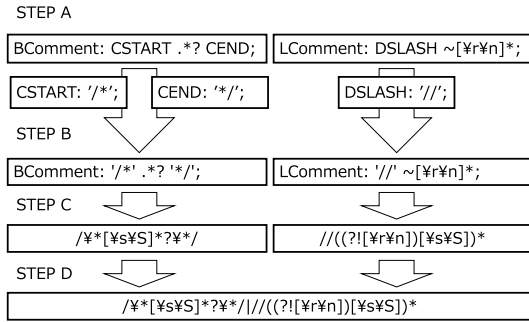 STEP A
BComment: CSTART .*? CEND;
LComment: DSLASH ~[¥r¥n]*;
CSTART: '/*';
CEND: '*/';
DSLASH: '//';
STEP B
BComment: '/*' .*? '*/';
LComment: '//' ~[¥r¥n]*;
STEP C
/¥*[¥s¥S]*?¥*/
//((?![¥r¥n])[¥s¥S])*
STEP D
/¥*[¥s¥S]*?¥*/|//((?![¥r¥n])[¥s¥S])*